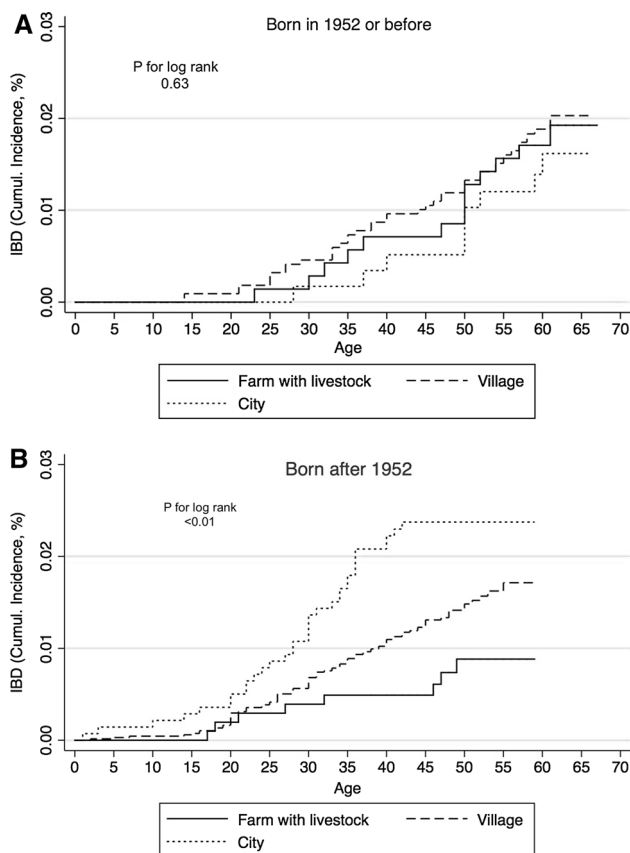 A
Born in 1952 or before
P for log rank
0.63
IBD (Cumul. Incidence, %)
0.03
0.02
0.01
0.00
0 5 10 15 20 25 30 35 40 45 50 55 60 65 70
Age
Farm with livestock Village
City
B
Born after 1952
P for log rank
<0.01
IBD (Cumul. Incidence, %)
0.03
0.02
0.01
0.00
0 5 10 15 20 25 30 35 40 45 50 55 60 65 70
Age
Farm with livestock Village
City